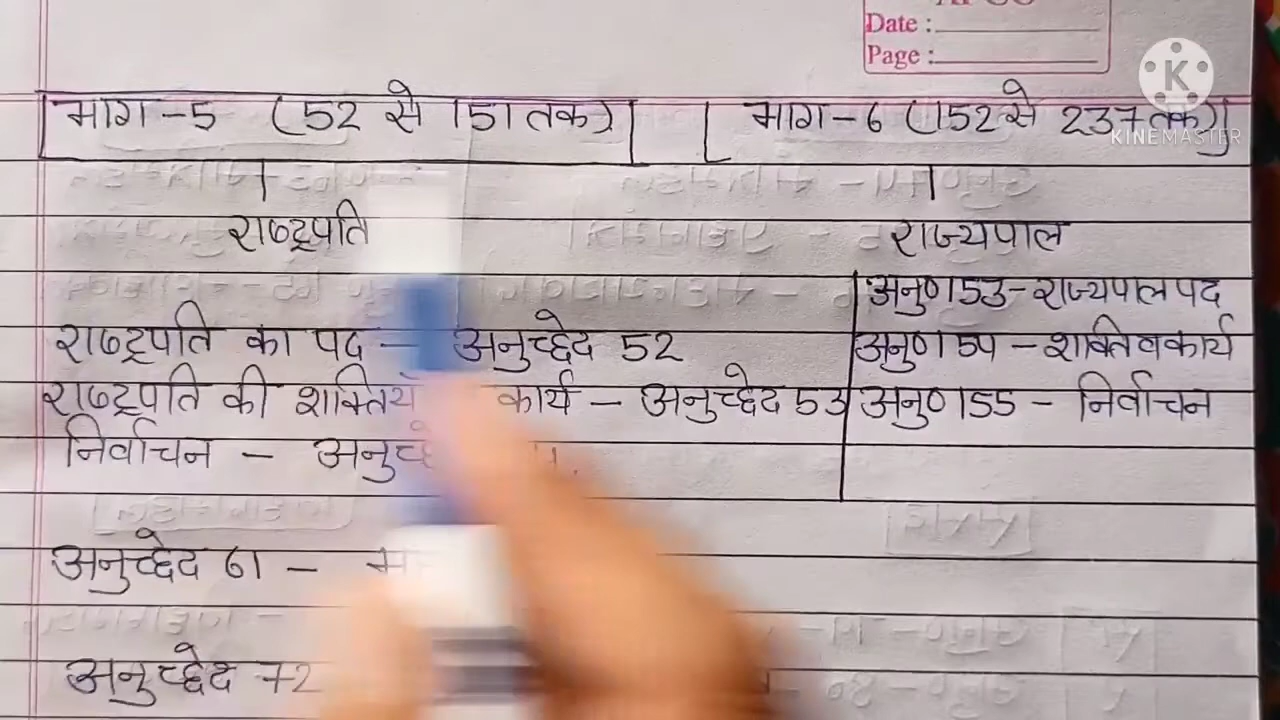 Date :
Page :
K
KINEMASTER
भाग-5 (52 से 151 तक)
भाग-6 (152 से 237 तक)
राष्ट्रपति
राज्यपाल
अनु० 153-राज्यपाल पद
राष्ट्रपति का पद - अनुच्छेद 52
अनु० 154 - शक्ति व कार्य
राष्ट्रपति की कार्य - अनुच्छेद 53
अनु० 155 - निर्वाचन
निर्वाचन -
अनुच्छेद 61 -
अनुच्छेद 72